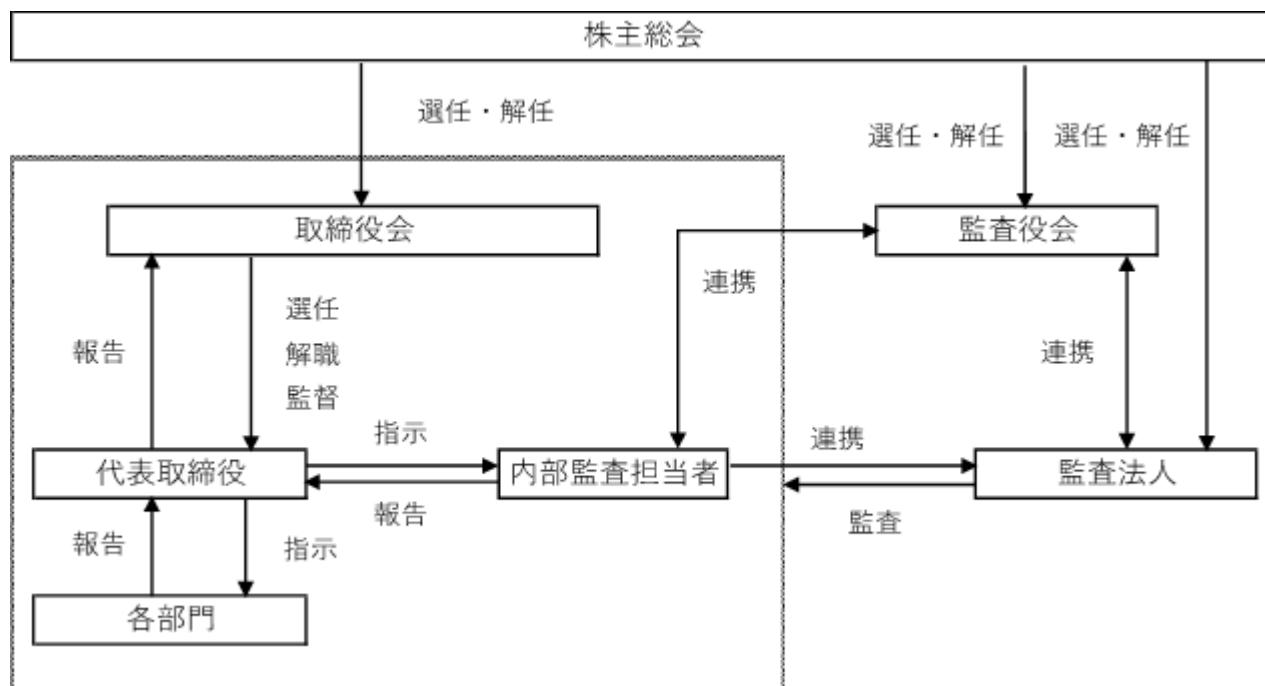 株主総会
選任・解任
選任・解任
選任・解任
取締役会
監査役会
連携
選任
解職
監督
報告
連携
指示
連携
代表取締役
内部監査担当者
監査法人
報告
監査
報告
指示
各部門